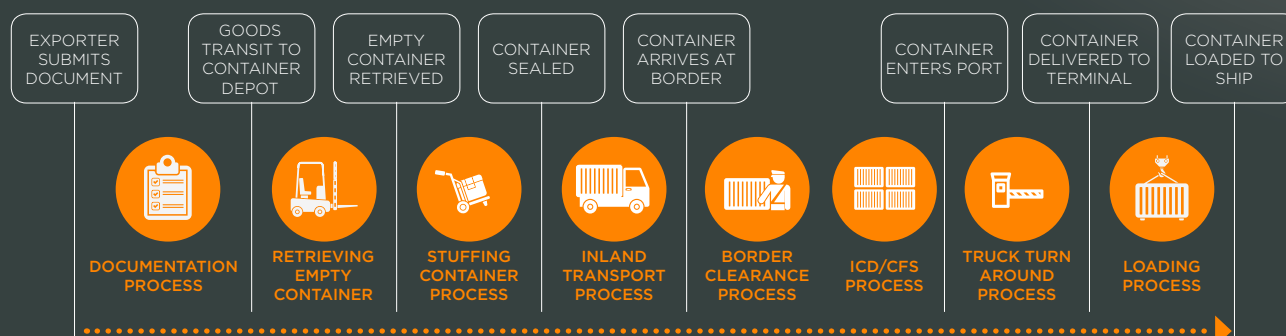 EXPORTER
SUBMITS
DOCUMENT
GOODS
TRANSIT TO
CONTAINER
DEPOT
EMPTY
CONTAINER
RETRIEVED
CONTAINER
SEALED
CONTAINER
ARRIVES AT
BORDER
CONTAINER
ENTERS PORT
CONTAINER
DELIVERED TO
TERMINAL
CONTAINER
LOADED TO
SHIP
DOCUMENTATION
PROCESS
RETRIEVING
EMPTY
CONTAINER
STUFFING
CONTAINER
PROCESS
INLAND
TRANSPORT
PROCESS
BORDER
CLEARANCE
PROCESS
ICD/CFS
PROCESS
TRUCK TURN
AROUND
PROCESS
LOADING
PROCESS